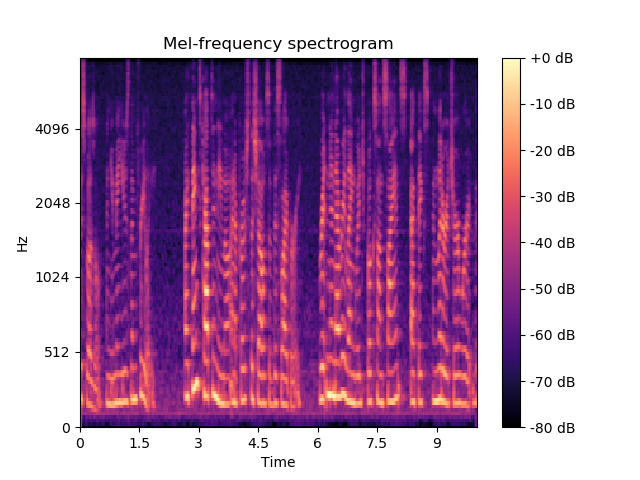 Mel-frequency spectrogram
+0 dB
-10 dB
-20 dB
-30 dB
-40 dB
-50 dB
-60 dB
-70 dB
-80 dB
4096
2048
1024
512
0
Hz
0 1.5 3 4.5 6 7.5 9
Time